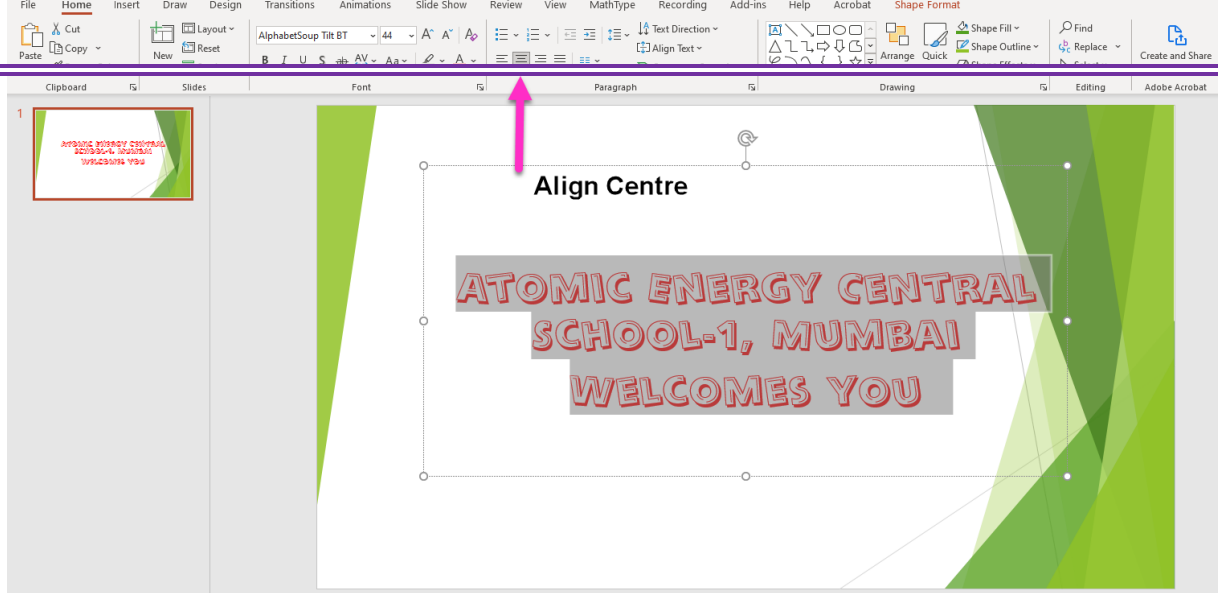 File Home Insert Draw Design Transitions Animations Slide Show Review View MathType Recording Add-ins Help Acrobat Shape Format
Cut
Layout
AlphabetSoup Tilt BT 44 A^ A˅ A
Text Direction
Shape Fill
Find
Copy
Reset
Align Text
Shape Outline
Replace
Paste New
B I U S ab AV Aa A
Arrange Quick
Create and Share
Clipboard Slides Font Paragraph Drawing Editing Adobe Acrobat
1
ATOMIC ENERGY CENTRAL
SCHOOL-1, MUMBAI
WELCOMES YOU
Align Centre
ATOMIC ENERGY CENTRAL
SCHOOL-1, MUMBAI
WELCOMES YOU